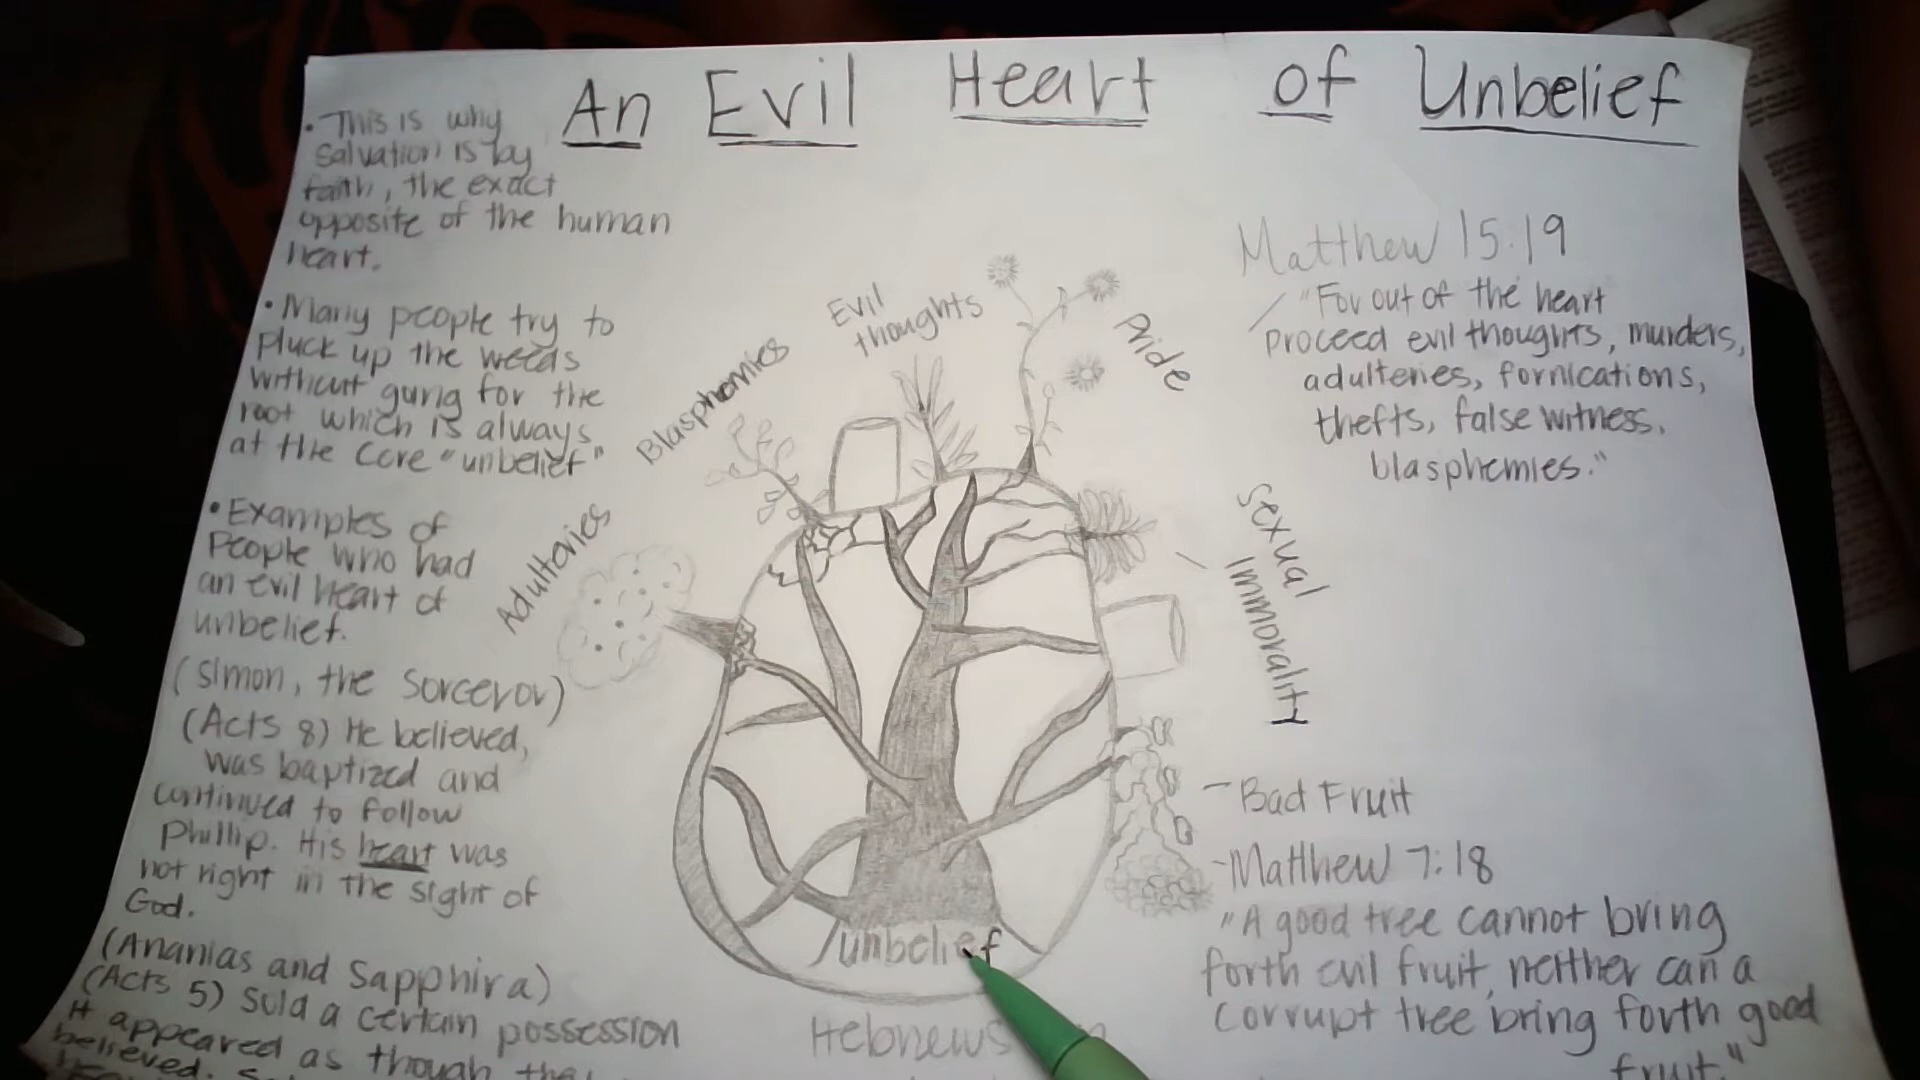 An Evil Heart of Unbelief
• This is why
salvation is by
faith, the exact
opposite of the human
heart.
• Many people try to
pluck up the weeds
without going for the
root which is always
at the core "unbelief"
• Examples of
People who had
an evil heart of
unbelief.
(Simon, the Sorceror)
(Acts 8) He believed,
was baptized and
continued to follow
Phillip. His heart was
not right in the sight of
God.
(Ananias and Sapphira)
(Acts 5) Sold a certain possession
It appeared as though
believed.
Adulteries
Blasphemies
Evil
thoughts
Pride
Sexual
Immorality
unbelief
Hebrews
Matthew 15:19
"For out of the heart
proceed evil thoughts, murders,
adulteries, fornications,
thefts, false witness,
blasphemies."
- Bad Fruit
- Matthew 7:18
"A good tree cannot bring
forth evil fruit, neither can a
corrupt tree bring forth good
fruit."